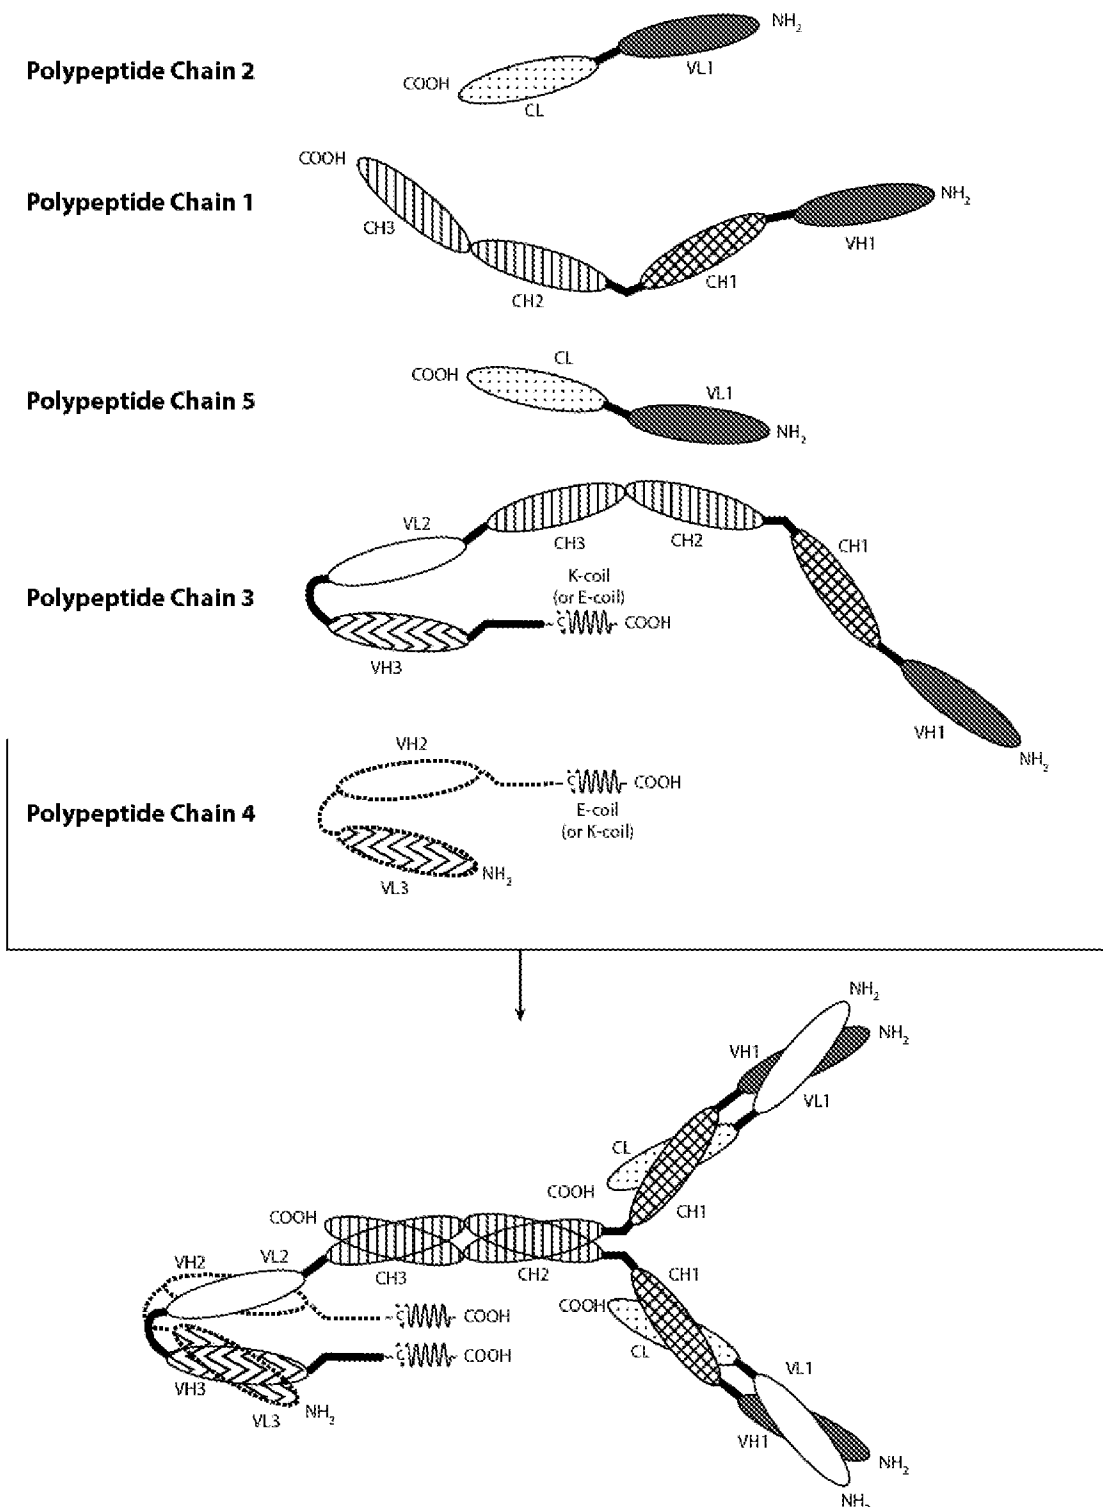 Polypeptide Chain 2
COOH
CL
VL1
NH2
Polypeptide Chain 1
COOH
CH3
CH2
CH1
VH1
NH2
Polypeptide Chain 5
COOH
CL
VL1
NH2
Polypeptide Chain 3
VL2
CH3
CH2
CH1
K-coil
(or E-coil)
C
COOH
VH3
VH1
NH2
Polypeptide Chain 4
VH2
C
COOH
E-coil
(or K-coil)
VL3
NH2
NH2
NH2
VH1
VL1
CL
COOH
CH1
COOH
VH2
VL2
CH3
CH2
CH1
COOH
CL
C
COOH
C
COOH
VH3
VL3
NH2
VL1
VH1
NH2
NH2